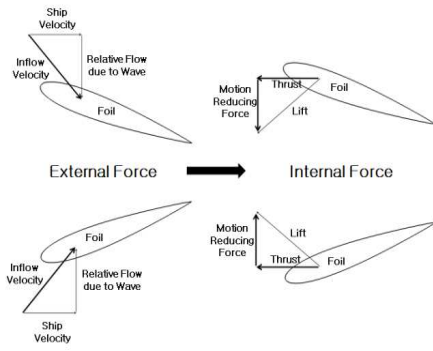 Ship
Velocity
Inflow
Velocity
Relative Flow
due to Wave
Foil
Motion
Reducing
Force
Thrust
Lift
Foil
External Force
Internal Force
Foil
Inflow
Velocity
Relative Flow
due to Wave
Ship
Velocity
Motion
Reducing
Force
Lift
Thrust
Foil